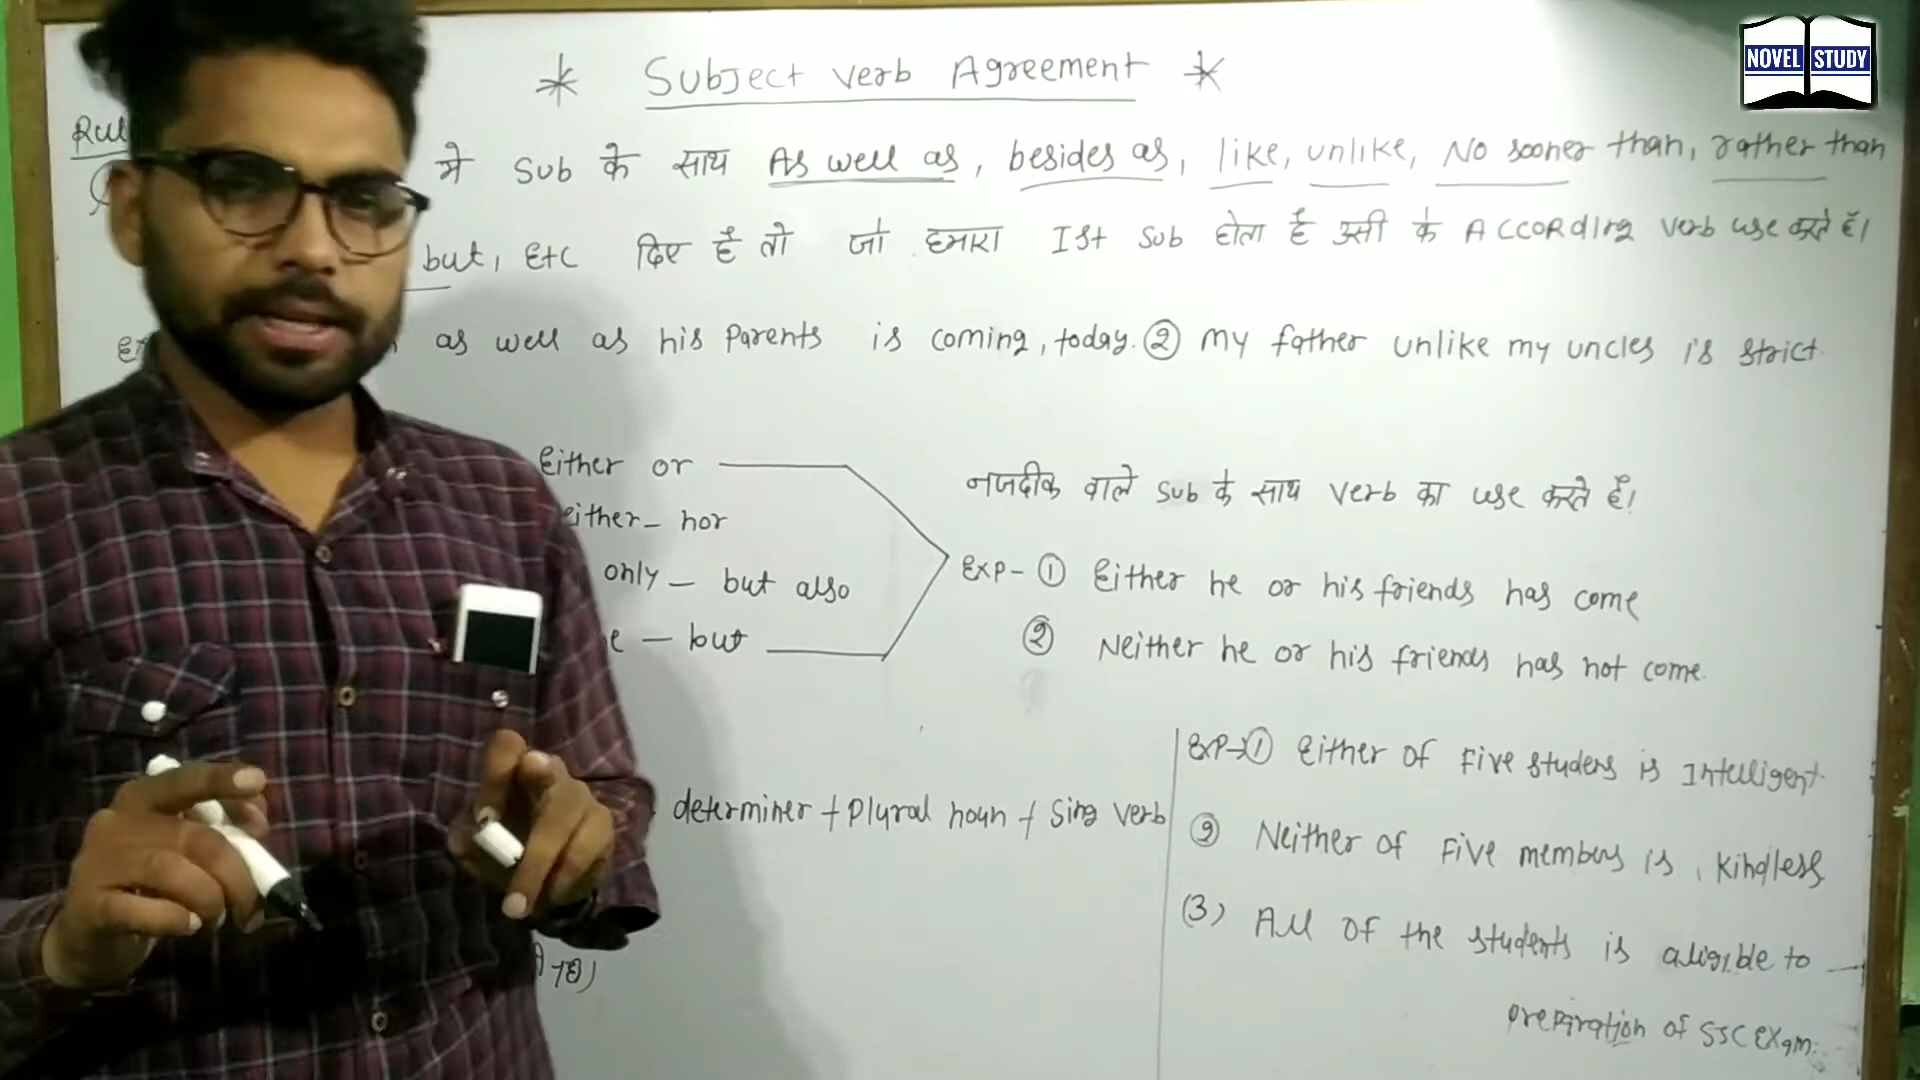 NOVEL STUDY
* Subject verb Agreement *
में Sub के साथ As well as, besides as, like, unlike, No sooner than, rather than
but, Etc दिए है तो जो हमारा Ist Sub होता है उसी के According verb use करते हैं।
as well as his Parents is coming, today. ② my father unlike my uncles is strict
Either or
either - nor
only - but also
- but
नजदीक वाले Sub के साथ verb का use करते हैं।
Exp- ① Either he or his friends has come
② Neither he or his friends has not come.
determiner + Plural noun + Sing verb
Exp→① Either of Five studens is Intelligent
② Neither of Five members is, Kindless
(3) All of the students is aligible to
prepiration of SSC Exam.